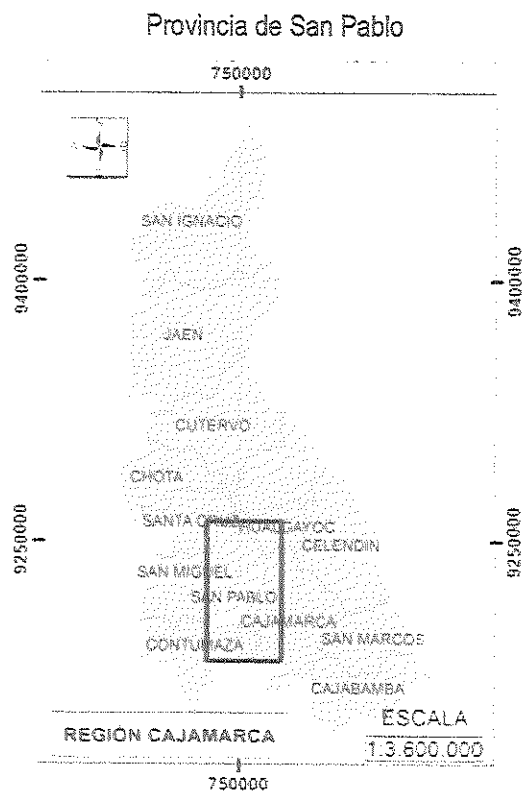 Provincia de San Pablo
750000
SAN IGNACIO
9400000
9400000
JAEN
CUTERVO
CHOTA
SANTA CRUZ
HUALGAYOC
9250000
9250000
CELENDIN
SAN MIGUEL
SAN PABLO
CAJAMARCA
CONTUMAZA
SAN MARCOS
CAJABAMBA
REGIÓN CAJAMARCA
ESCALA
1:3.600.000
750000